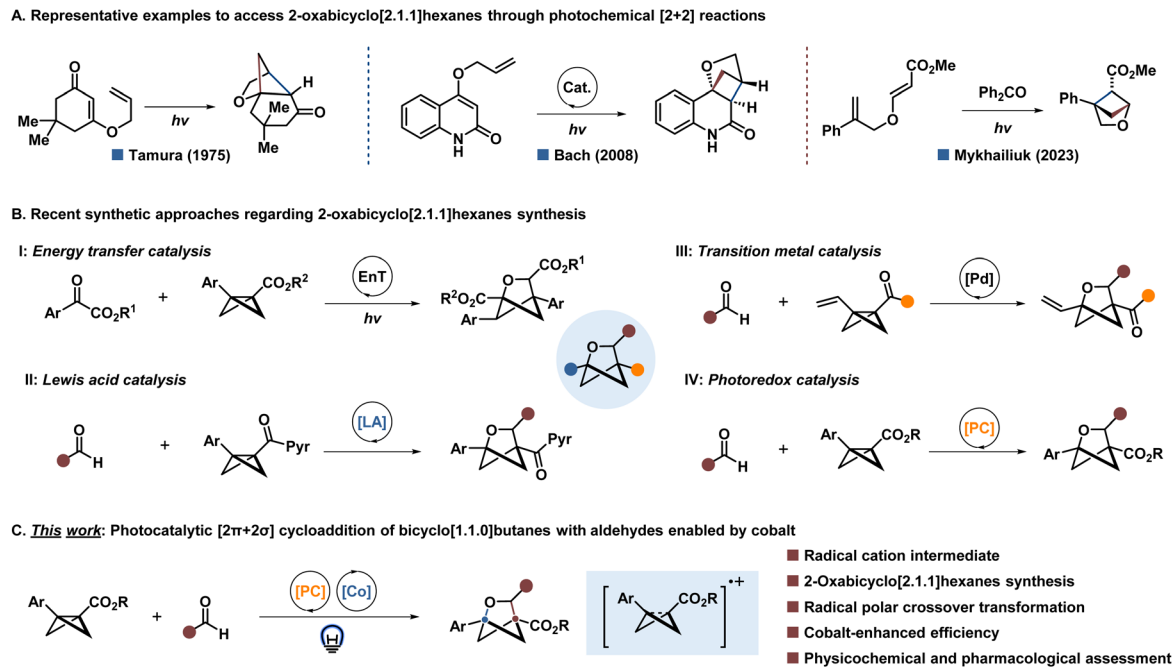 A. Representative examples to access 2-oxabicyclo[2.1.1]hexanes through photochemical [2+2] reactions
O
Me
Me
O
hv
O
H
O
Me
Me
Tamura (1975)
O
N
H
O
Cat.
hv
O
H
H
N
H
O
Bach (2008)
CO₂Me
Ph
O
Ph₂CO
hv
CO₂Me
Ph
O
Mykhailiuk (2023)
B. Recent synthetic approaches regarding 2-oxabicyclo[2.1.1]hexanes synthesis
I: Energy transfer catalysis
O
Ar
CO₂R¹
+
Ar
CO₂R²
EnT
hv
O
CO₂R¹
R²O₂C
Ar
Ar
III: Transition metal catalysis
O
H
+
O
[Pd]
O
O
O
II: Lewis acid catalysis
O
H
+
Ar
O
Pyr
[LA]
O
Ar
Pyr
O
IV: Photoredox catalysis
O
H
+
Ar
CO₂R
[PC]
O
Ar
CO₂R
C. This work: Photocatalytic [2π+2σ] cycloaddition of bicyclo[1.1.0]butanes with aldehydes enabled by cobalt
Ar
CO₂R
+
O
H
[PC]
[Co]
O
Ar
CO₂R
Ar
CO₂R
•+
Radical cation intermediate
2-Oxabicyclo[2.1.1]hexanes synthesis
Radical polar crossover transformation
Cobalt-enhanced efficiency
Physicochemical and pharmacological assessment